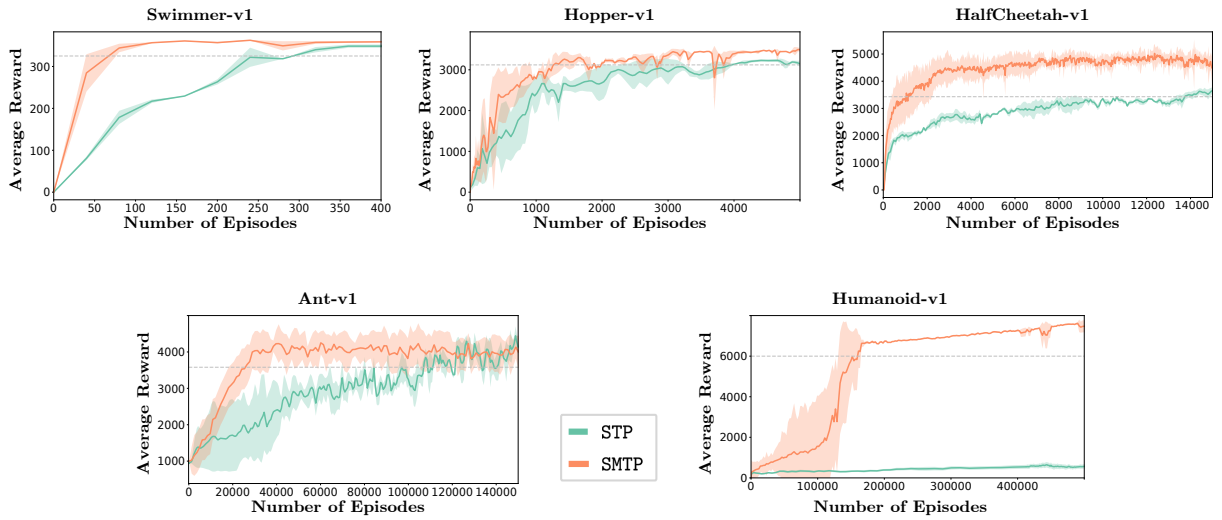 Swimmer-v1
Average Reward
300
200
100
0
0 50 100 150 200 250 300 350 400
Number of Episodes
Hopper-v1
Average Reward
3000
2000
1000
0
0 1000 2000 3000 4000
Number of Episodes
HalfCheetah-v1
Average Reward
5000
4000
3000
2000
1000
0
0 2000 4000 6000 8000 10000 12000 14000
Number of Episodes
Ant-v1
Average Reward
4000
3000
2000
1000
0 20000 40000 60000 80000 100000 120000 140000
Number of Episodes
STP
SMTP
Humanoid-v1
Average Reward
6000
4000
2000
0
0 100000 200000 300000 400000
Number of Episodes